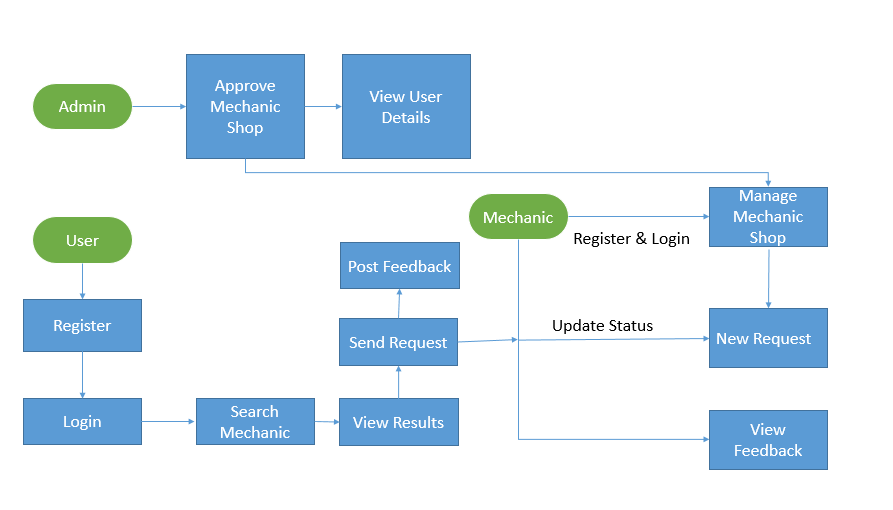 Admin
Approve
Mechanic
Shop
View User
Details
User
Mechanic
Manage
Mechanic
Shop
Register & Login
Post Feedback
Register
Send Request
Update Status
New Request
Login
Search
Mechanic
View Results
View
Feedback